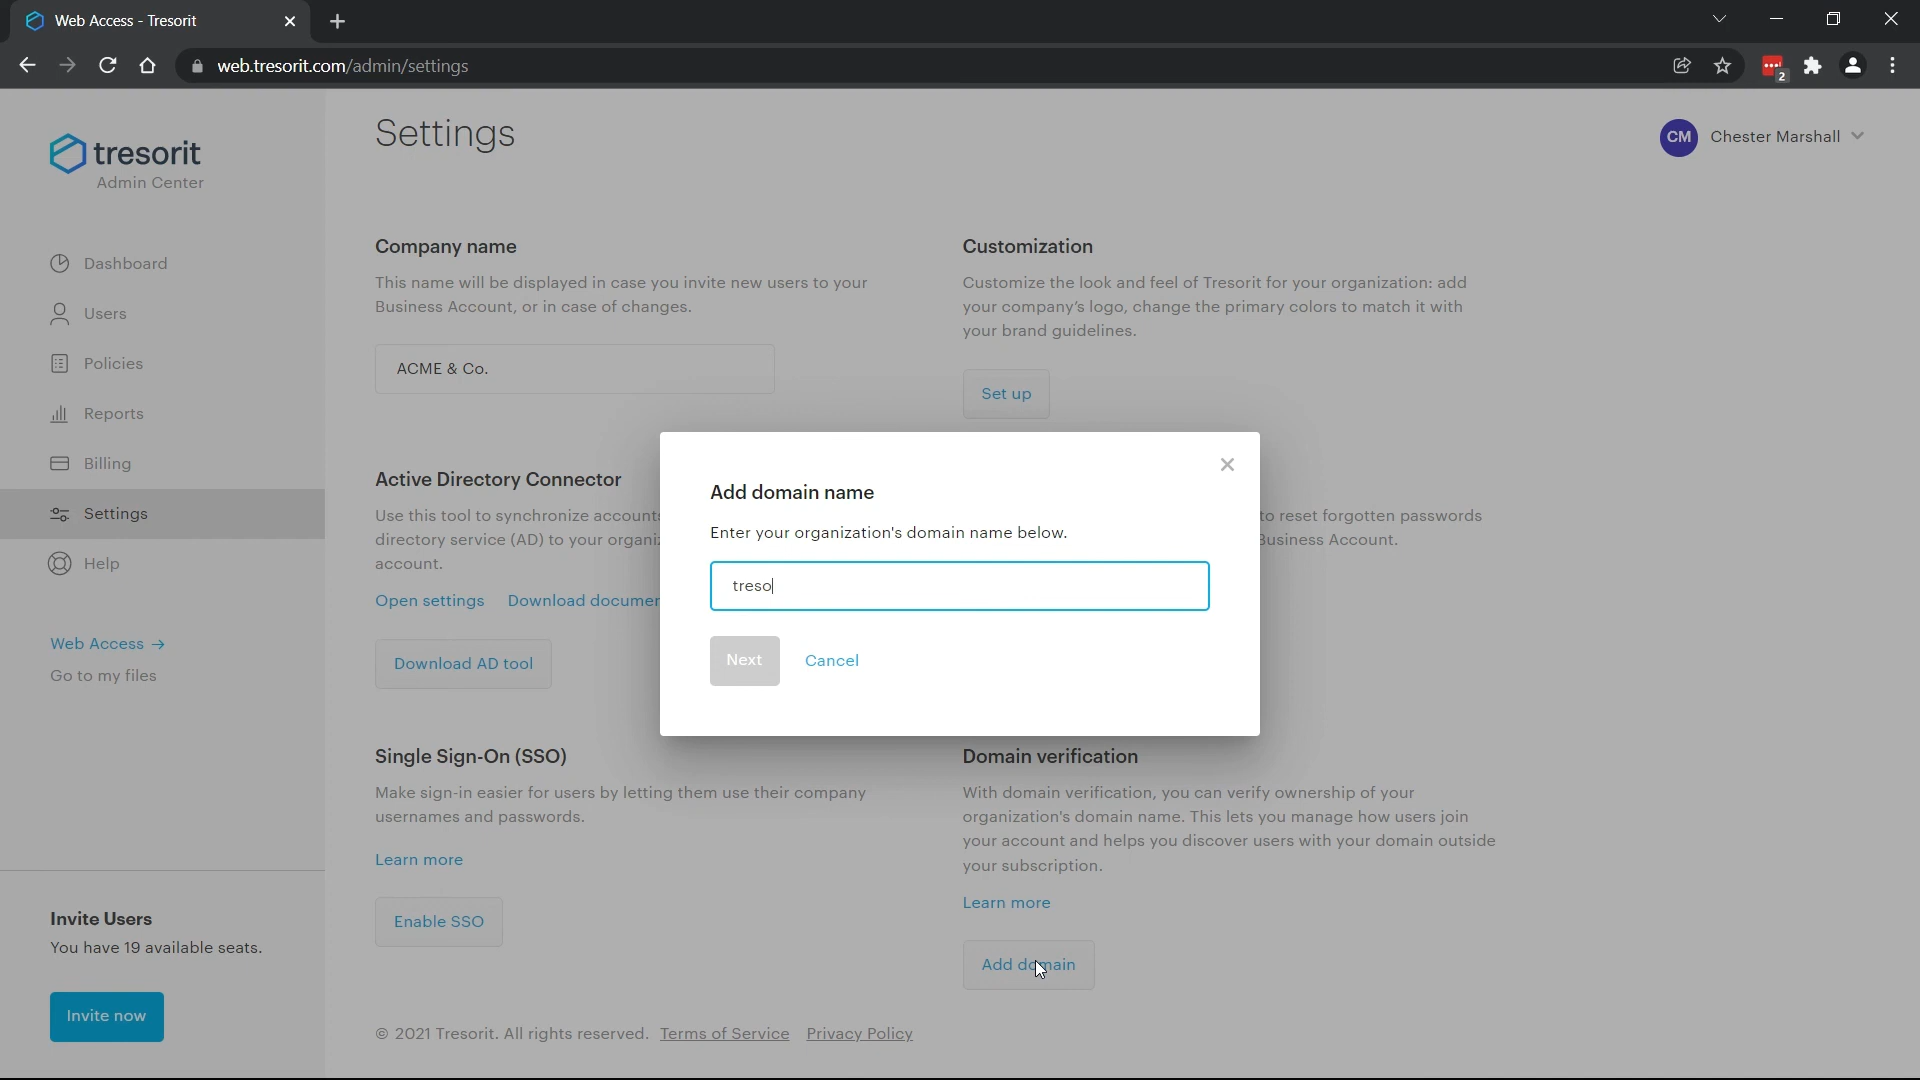 Web Access - Tresorit
web.tresorit.com/admin/settings
2
tresorit
Admin Center
Dashboard
Users
Policies
Reports
Billing
Settings
Help
Web Access →
Go to my files
Invite Users
You have 19 available seats.
Invite now
Settings
CM
Chester Marshall
Company name
This name will be displayed in case you invite new users to your
Business Account, or in case of changes.
ACME & Co.
Customization
Customize the look and feel of Tresorit for your organization: add
your company's logo, change the primary colors to match it with
your brand guidelines.
Set up
Active Directory Connector
Use this tool to synchronize accounts
directory service (AD) to your organi
account.
Open settings
Download documen
Download AD tool
to reset forgotten passwords
Business Account.
Add domain name
Enter your organization's domain name below.
treso
Next
Cancel
Single Sign-On (SSO)
Make sign-in easier for users by letting them use their company
usernames and passwords.
Learn more
Enable SSO
Domain verification
With domain verification, you can verify ownership of your
organization's domain name. This lets you manage how users join
your account and helps you discover users with your domain outside
your subscription.
Learn more
Add domain
© 2021 Tresorit. All rights reserved. Terms of Service Privacy Policy